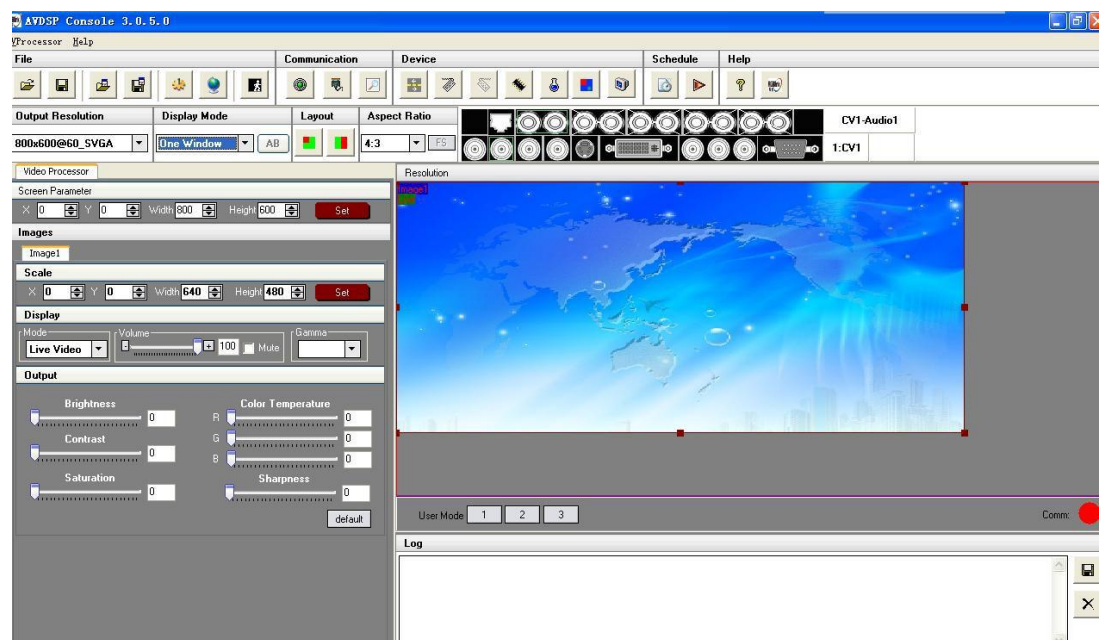 AVDSP Console 3.0.5.0
VProcessor Help
File Communication Device Schedule Help
Output Resolution Display Mode Layout Aspect Ratio CV1-Audio1
800x600@60_SVGA One Window AB 4:3 FS 1:CV1
Video Processor Resolution
Screen Parameter Image1
X 0 Y 0 Width 800 Height 600 Set
Images
Image1
Scale
X 0 Y 0 Width 640 Height 480 Set
Display
Mode Volume Gamma
Live Video - + 100 Mute
Output
Brightness Color Temperature
0 R 0
Contrast G 0
0 B 0
Saturation Sharpness
0 0
default
User Mode 1 2 3 Comm:
Log